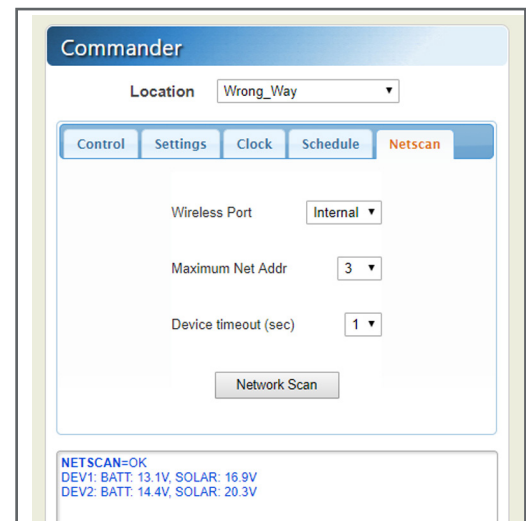 Commander
Location Wrong_Way
Control Settings Clock Schedule Netscan
Wireless Port Internal
Maximum Net Addr 3
Device timeout (sec) 1
Network Scan
NETSCAN=OK
DEV1: BATT: 13.1V, SOLAR: 16.9V
DEV2: BATT: 14.4V, SOLAR: 20.3V